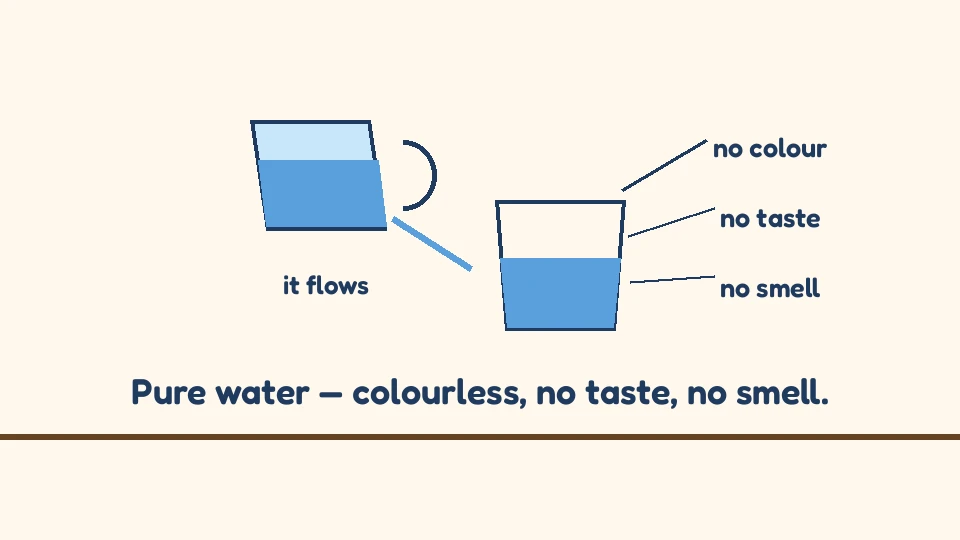 no colour
no taste
it flows
no smell
Pure water — colourless, no taste, no smell.